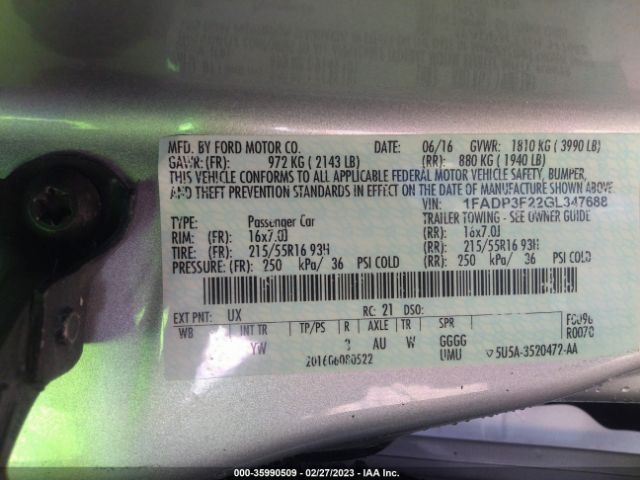 MFD. BY FORD MOTOR CO. DATE: 06/16 GVWR: 1810 KG ( 3990 LB)
GAWR: (FR): 972 KG ( 2143 LB) (RR): 880 KG ( 1940 LB)
THIS VEHICLE CONFORMS TO ALL APPLICABLE FEDERAL MOTOR VEHICLE SAFETY, BUMPER,
AND THEFT PREVENTION STANDARDS IN EFFECT ON THE DATE OF MANUFACTURE SHOWN ABOVE.
VIN: 1FADP3F22GL347688
TYPE: Passenger Car TRAILER TOWING - SEE OWNER GUIDE
RIM: (FR): 16x7.0J (RR): 16x7.0J
TIRE: (FR): 215/55R16 93H (RR): 215/55R16 93H
PRESSURE: (FR): 250 kPa/ 36 PSI COLD (RR): 250 kPa/ 36 PSI COLD
EXT PNT: UX RC: 21 DSO:
WB INT TR TP/PS R AXLE TR SPR F0096
YW AU W GGGG R0070
UMU
201606080522 5U5A-3520472-AA
000-35990509 - 02/27/2023 - IAA Inc.